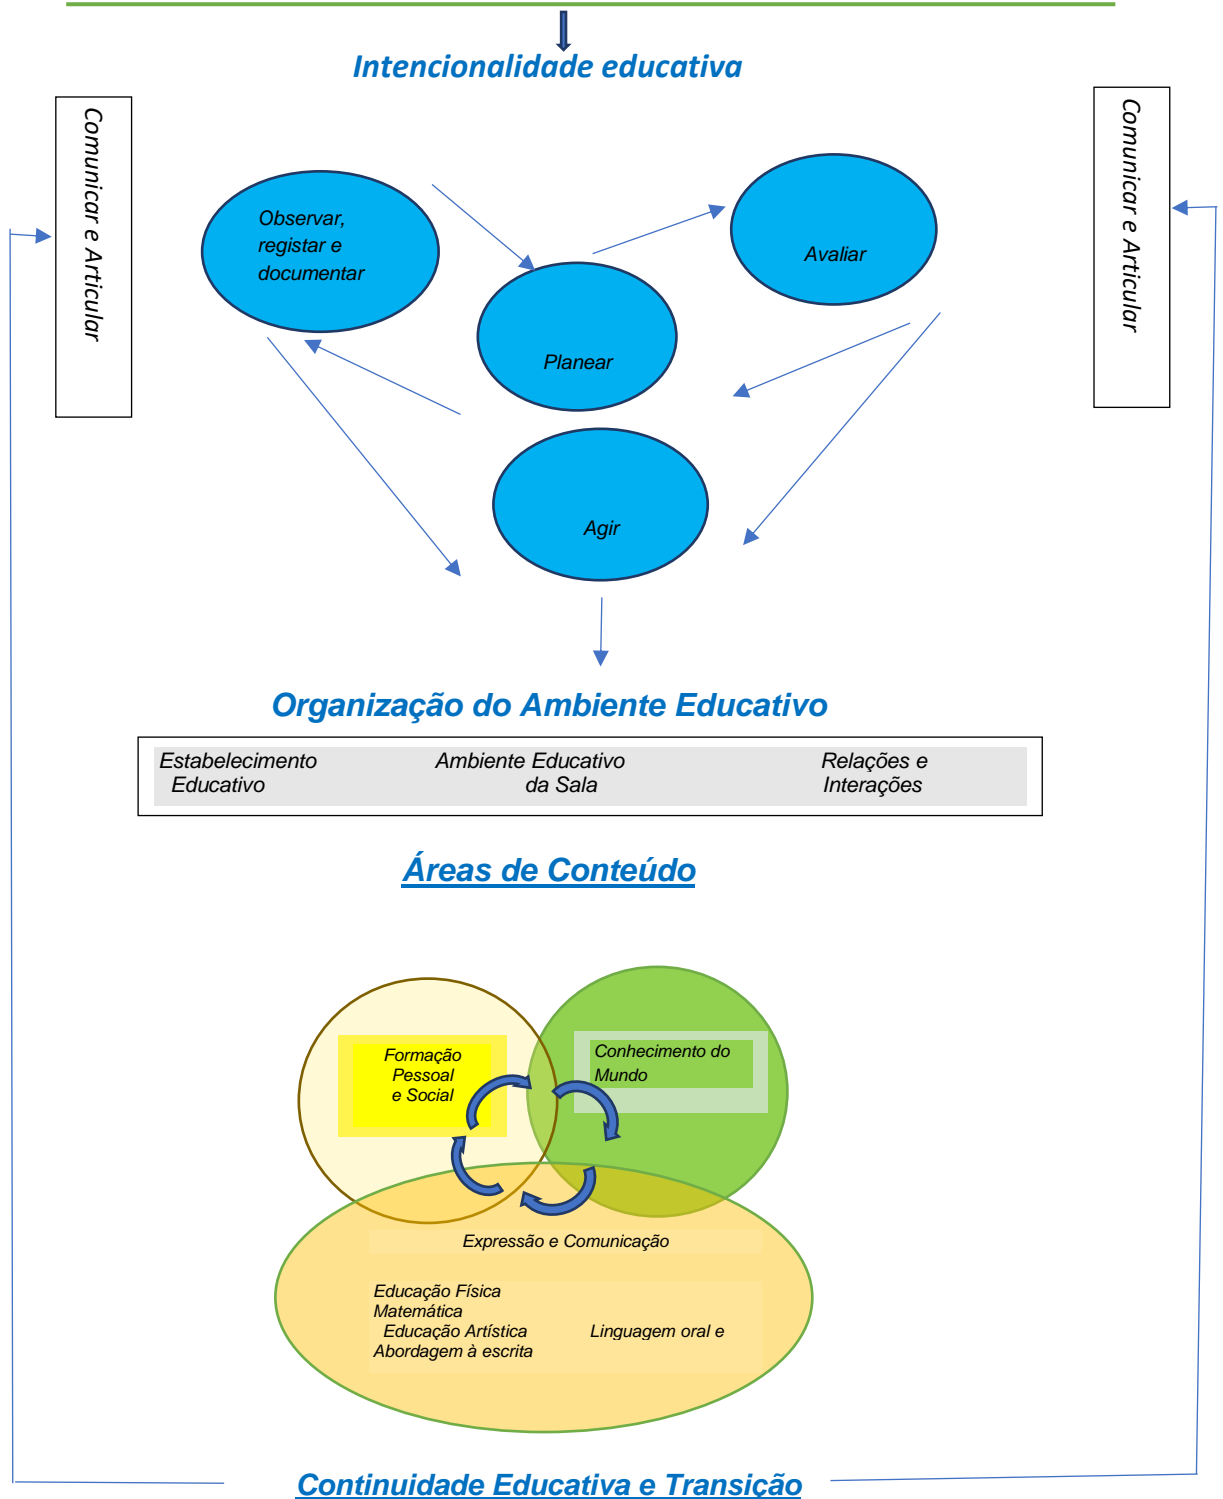 Intencionalidade educativa
Comunicar e Articular
Comunicar e Articular
Observar,
registar e
documentar
Avaliar
Planear
Agir
Organização do Ambiente Educativo
Estabelecimento
Educativo
Ambiente Educativo
da Sala
Relações e
Interações
Áreas de Conteúdo
Formação
Pessoal
e Social
Conhecimento do
Mundo
Expressão e Comunicação
Educação Física
Matemática
Educação Artística Linguagem oral e
Abordagem à escrita
Continuidade Educativa e Transição